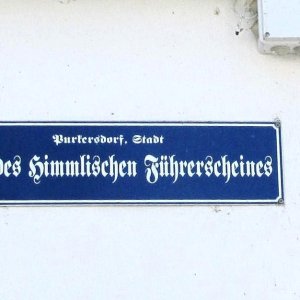 Purkersdorf, Stadt
Des Himmlischen Führerscheines